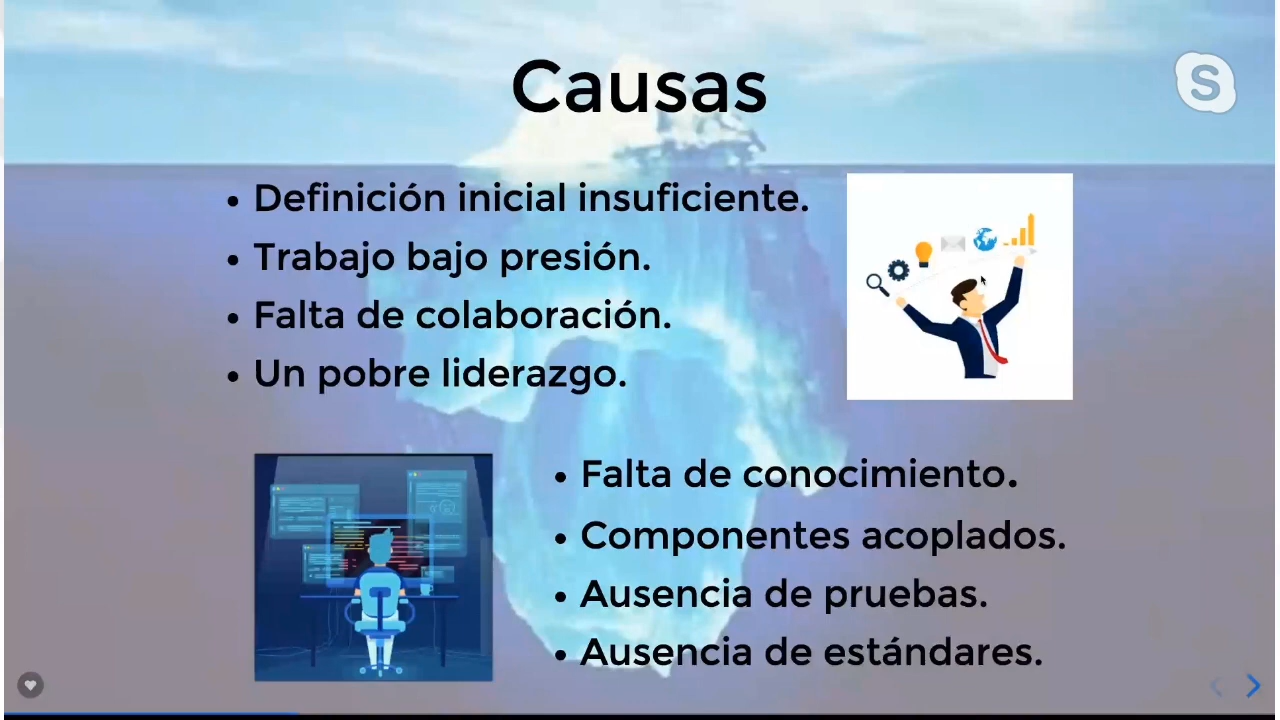 Causas
• Definición inicial insuficiente.
• Trabajo bajo presión.
• Falta de colaboración.
• Un pobre liderazgo.
• Falta de conocimiento.
• Componentes acoplados.
• Ausencia de pruebas.
• Ausencia de estándares.